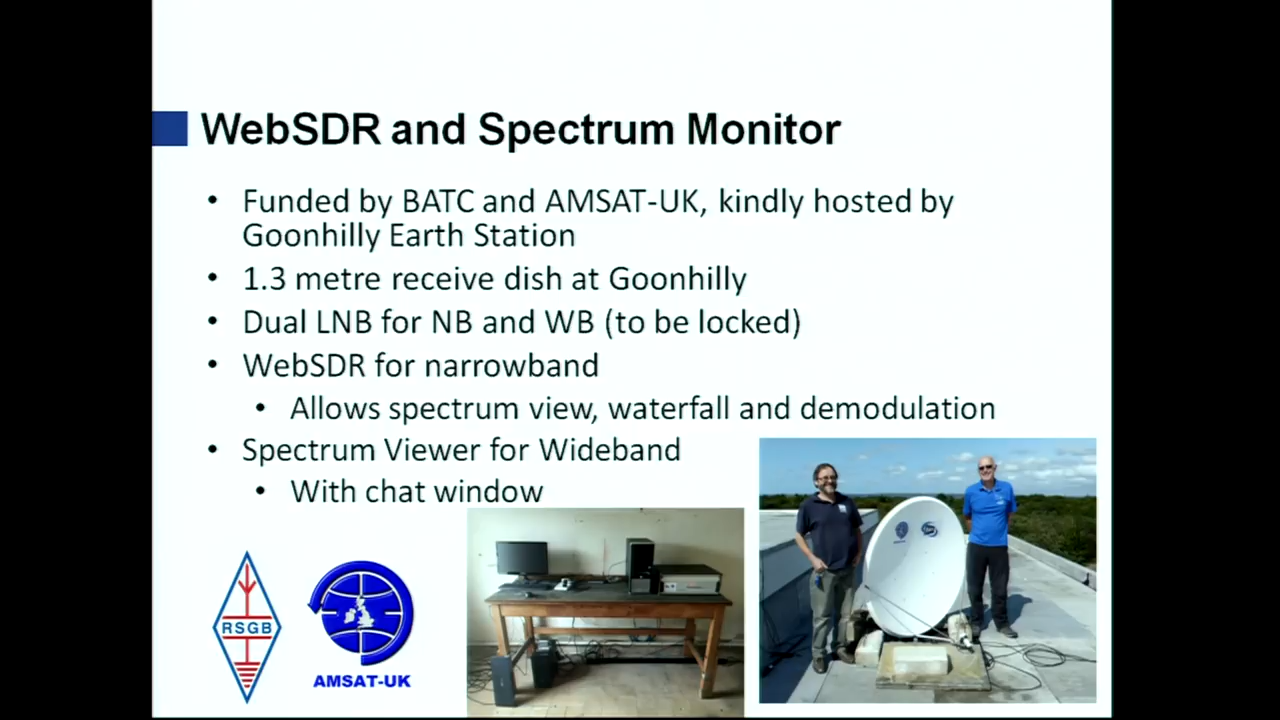 WebSDR and Spectrum Monitor
• Funded by BATC and AMSAT-UK, kindly hosted by
Goonhilly Earth Station
• 1.3 metre receive dish at Goonhilly
• Dual LNB for NB and WB (to be locked)
• WebSDR for narrowband
• Allows spectrum view, waterfall and demodulation
• Spectrum Viewer for Wideband
• With chat window
RSGB
AMSAT-UK